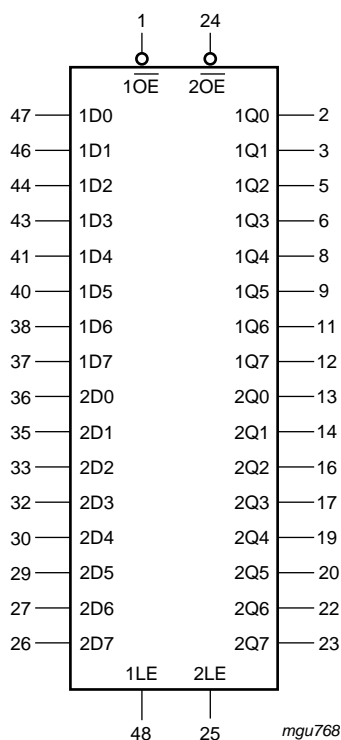 1 24
1O̅E̅ 2O̅E̅
47 1D0 1Q0 2
46 1D1 1Q1 3
44 1D2 1Q2 5
43 1D3 1Q3 6
41 1D4 1Q4 8
40 1D5 1Q5 9
38 1D6 1Q6 11
37 1D7 1Q7 12
36 2D0 2Q0 13
35 2D1 2Q1 14
33 2D2 2Q2 16
32 2D3 2Q3 17
30 2D4 2Q4 19
29 2D5 2Q5 20
27 2D6 2Q6 22
26 2D7 2Q7 23
1LE 2LE
48 25 mgu768